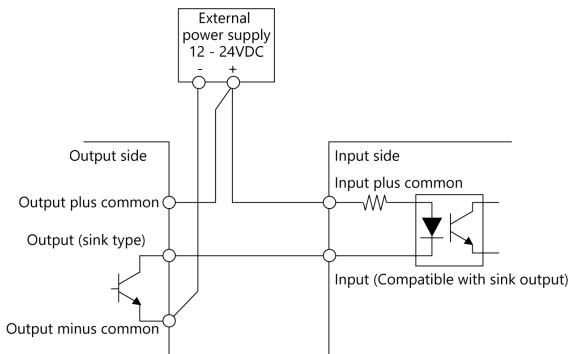 External
power supply
12 - 24VDC
- +
Output side
Input side
Input plus common
Output plus common
Output (sink type)
Input (Compatible with sink output)
Output minus common